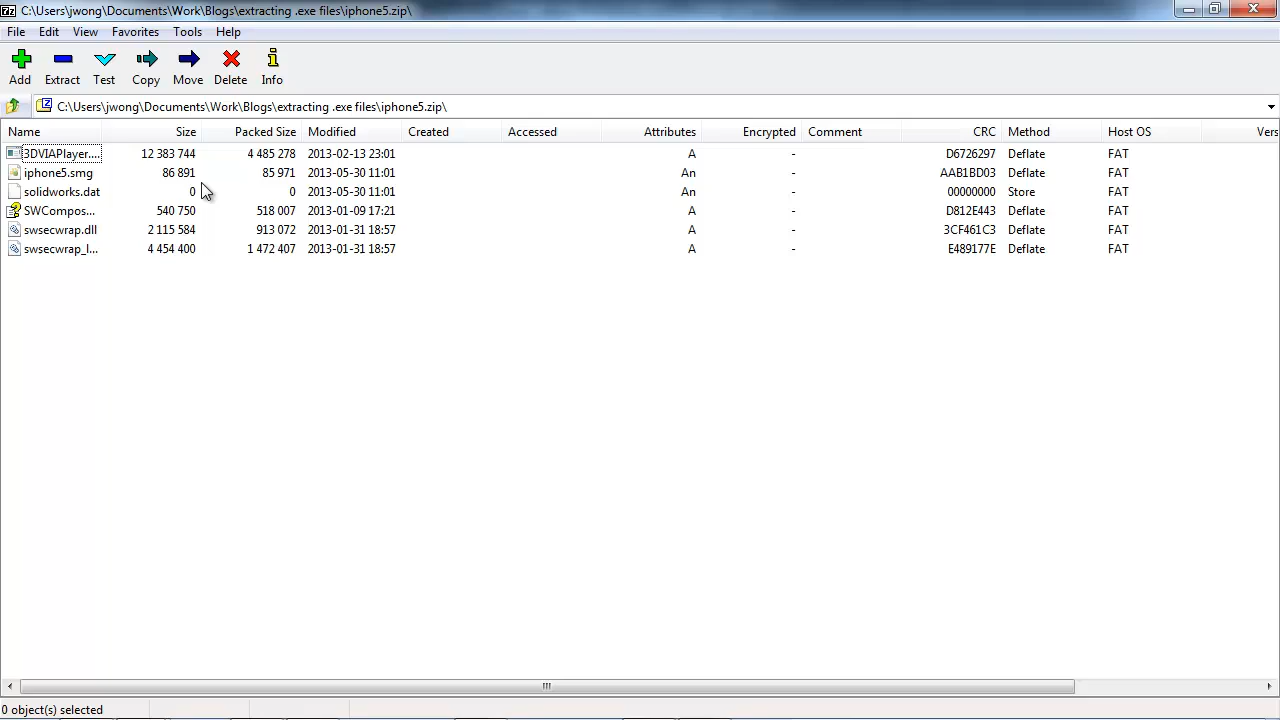 C:\Users\jwong\Documents\Work\Blogs\extracting .exe files\iphone5.zip\
File Edit View Favorites Tools Help
Add Extract Test Copy Move Delete Info
C:\Users\jwong\Documents\Work\Blogs\extracting .exe files\iphone5.zip\
Name Size Packed Size Modified Created Accessed Attributes Encrypted Comment CRC Method Host OS Vers
3DVIAPlayer.... 12 383 744 4 485 278 2013-02-13 23:01 A - D6726297 Deflate FAT
iphone5.smg 86 891 85 971 2013-05-30 11:01 An - AAB1BD03 Deflate FAT
solidworks.dat 0 0 2013-05-30 11:01 An - 00000000 Store FAT
SWCompos... 540 750 518 007 2013-01-09 17:21 A - D812E443 Deflate FAT
swsecwrap.dll 2 115 584 913 072 2013-01-31 18:57 A - 3CF461C3 Deflate FAT
swsecwrap_l... 4 454 400 1 472 407 2013-01-31 18:57 A - E489177E Deflate FAT
0 object(s) selected